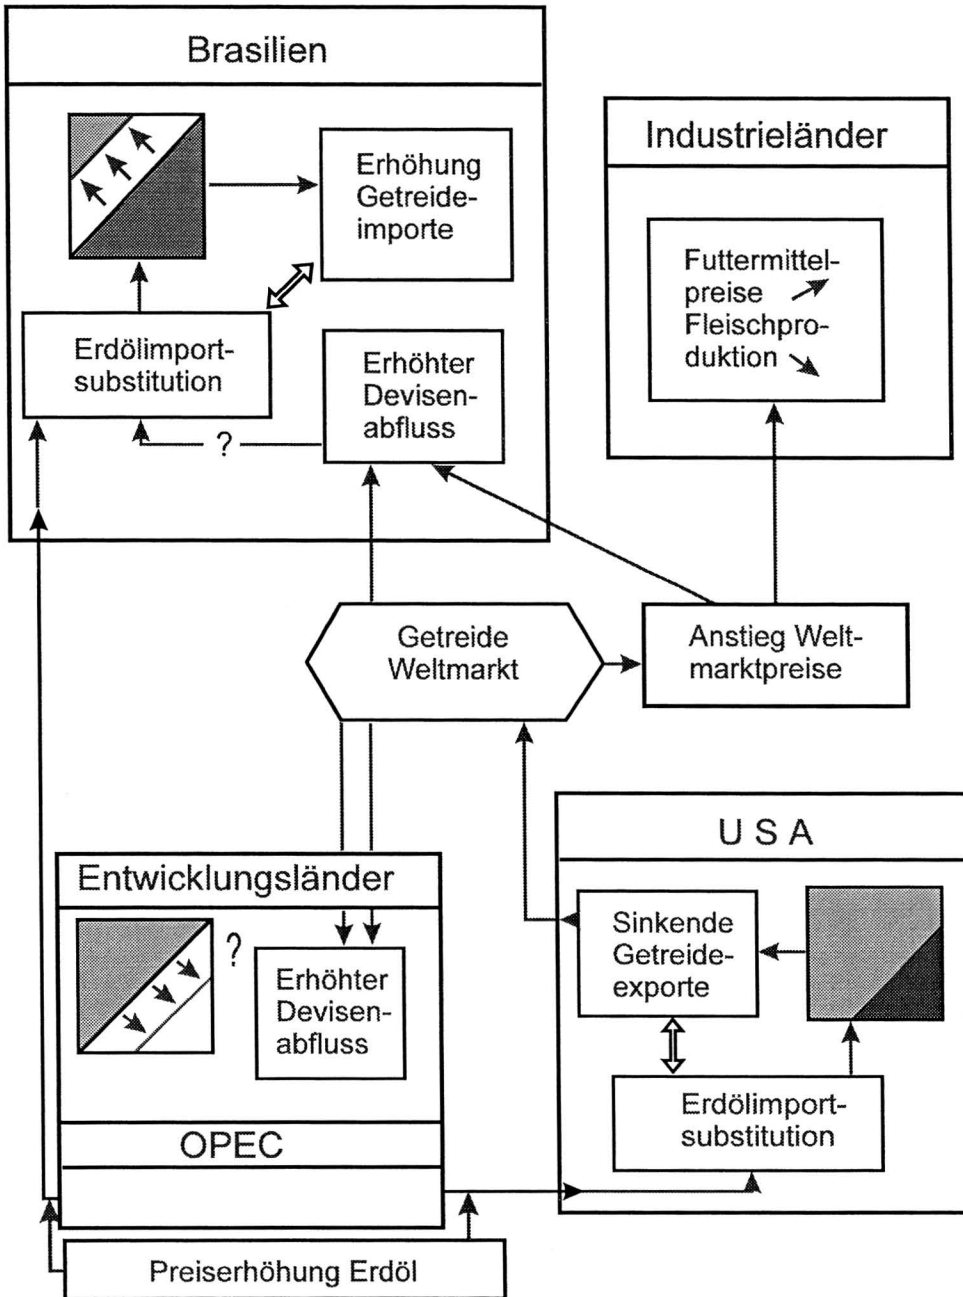 Brasilien
Erhöhung
Getreide-
importe
Erdölimport-
substitution
Erhöhter
Devisen-
abfluss
?
Industrieländer
Futtermittel-
preise
Fleischpro-
duktion
Getreide
Weltmarkt
Anstieg Welt-
marktpreise
Entwicklungsländer
?
Erhöhter
Devisen-
abfluss
OPEC
U S A
Sinkende
Getreide-
exporte
Erdölimport-
substitution
Preiserhöhung Erdöl